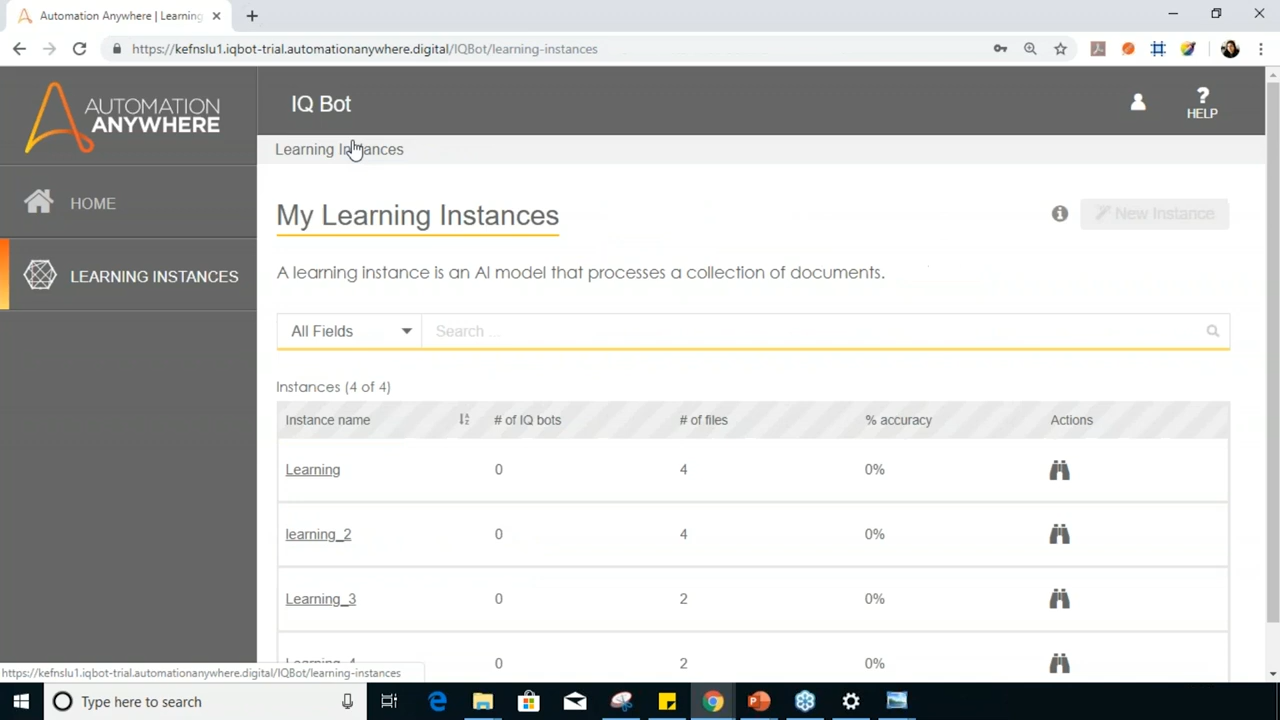 Automation Anywhere | Learning
https://kefnslu1.iqbot-trial.automationanywhere.digital/IQBot/learning-instances
AUTOMATION
ANYWHERE
IQ Bot
HELP
Learning Instances
HOME
LEARNING INSTANCES
My Learning Instances
New Instance
A learning instance is an AI model that processes a collection of documents.
All Fields
Search ...
Instances (4 of 4)
Instance name # of IQ bots # of files % accuracy Actions
Learning 0 4 0%
learning_2 0 4 0%
Learning_3 0 2 0%
Learning_4 0 2 0%
https://kefnslu1.iqbot-trial.automationanywhere.digital/IQBot/learning-instances
Type here to search